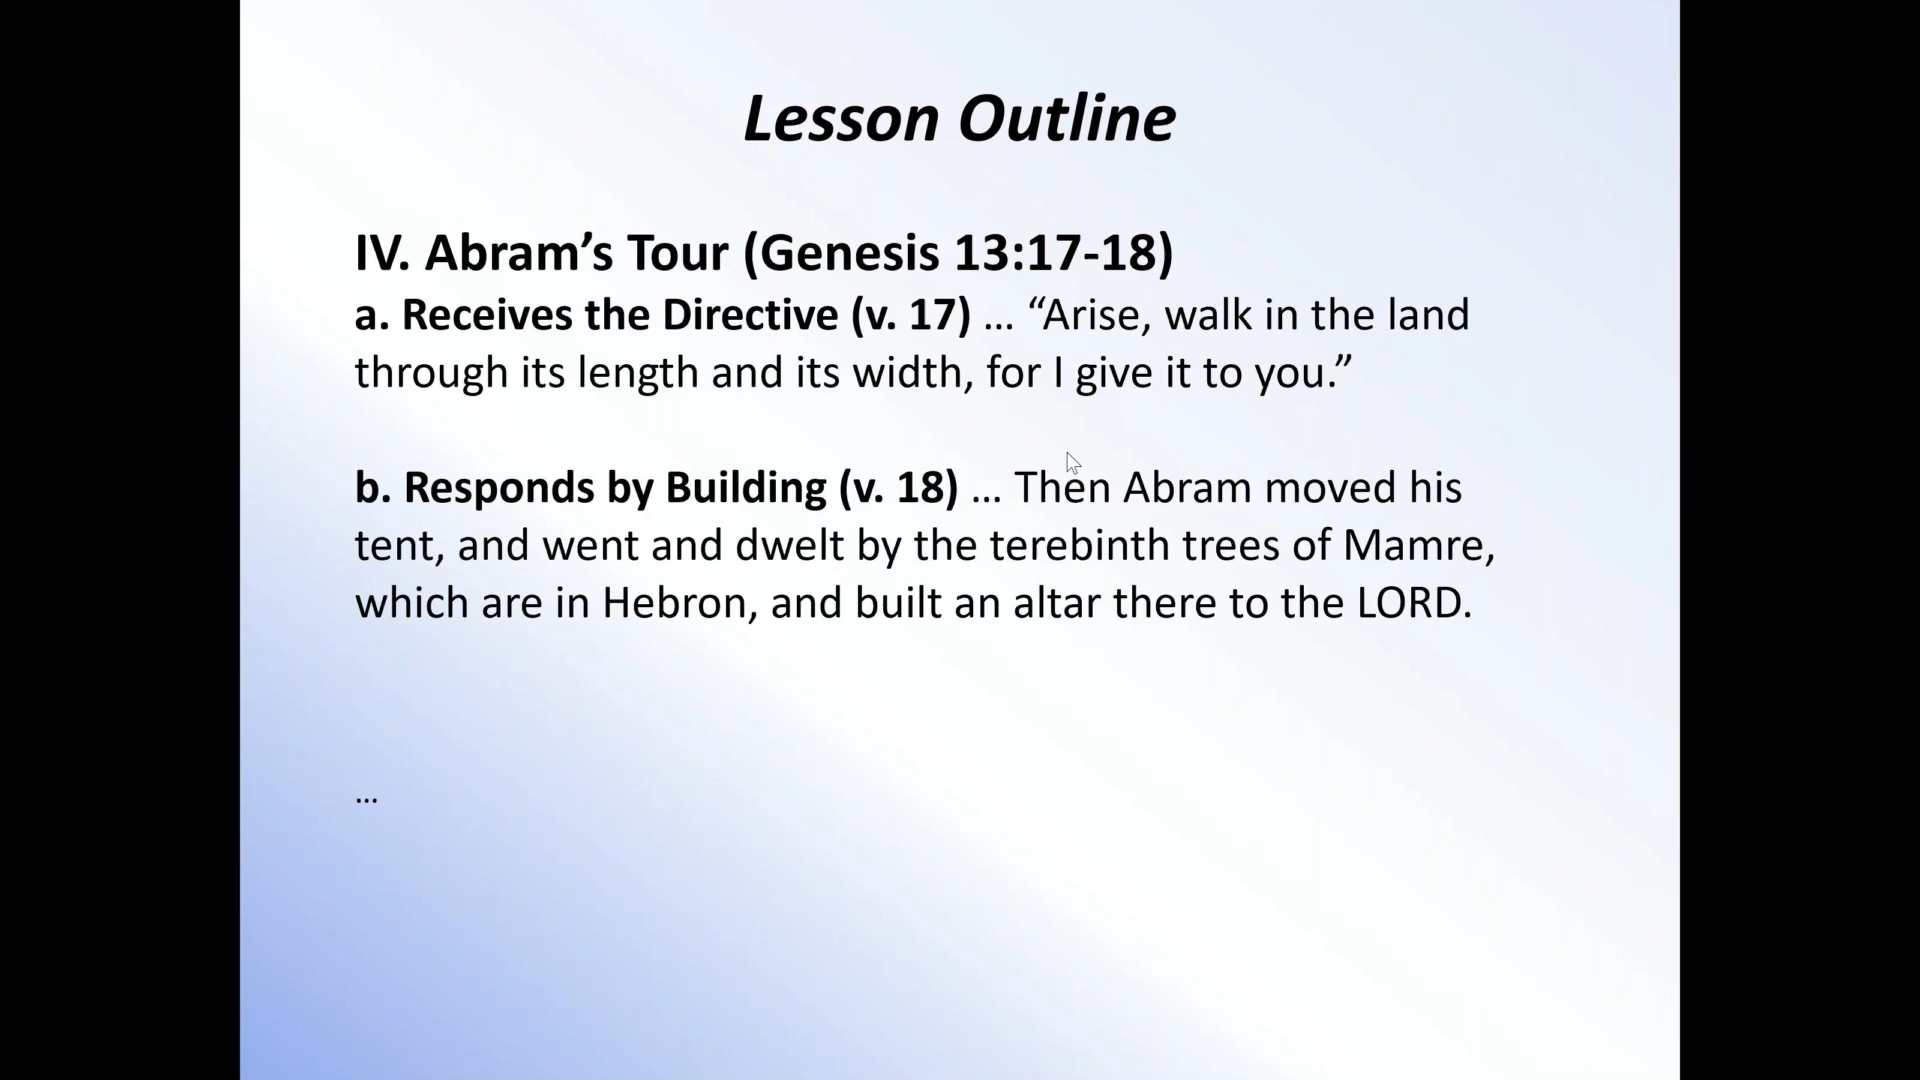 Lesson Outline
IV. Abram’s Tour (Genesis 13:17-18)
a. Receives the Directive (v. 17) … “Arise, walk in the land
through its length and its width, for I give it to you.”
b. Responds by Building (v. 18) … Then Abram moved his
tent, and went and dwelt by the terebinth trees of Mamre,
which are in Hebron, and built an altar there to the LORD.
…